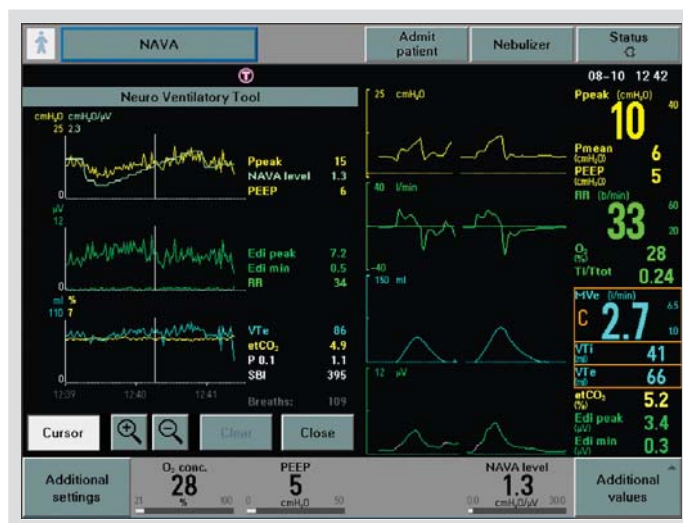 NAVA
Admit patient
Nebulizer
Status
T
08-10 12 42
Neuro Ventilatory Tool
cmH₂O cmH₂O/µV
25 2.3
0
Ppeak 15
NAVA level 1.3
PEEP 6
µV
12
0
Edi peak 7.2
Edi min 0.5
RR 34
ml %
110 7
0
VTe 86
etCO₂ 4.9
P 0.1 1.1
SBI 395
12:39 12:40 12:41
Breaths: 109
Cursor
Clear
Close
25 cmH₂O
40 l/min
-40
150 ml
12 µV
Ppeak (cmH₂O)
10 40
Pmean (cmH₂O) 6
PEEP (cmH₂O) 5
RR (b/min)
33 60
20
O₂ (%) 28
Ti/Ttot 0.24
MVe (l/min)
C 2.7
VTi (ml) 41
VTe (ml) 66
etCO₂ (%) 5.2
Edi peak (µV) 3.4
Edi min (µV) 0.3
Additional settings
O₂ conc.
28
21 % 100
PEEP
5
0 cmH₂O 50
NAVA level
1.3
0.0 cmH₂O/µV 30.0
Additional values